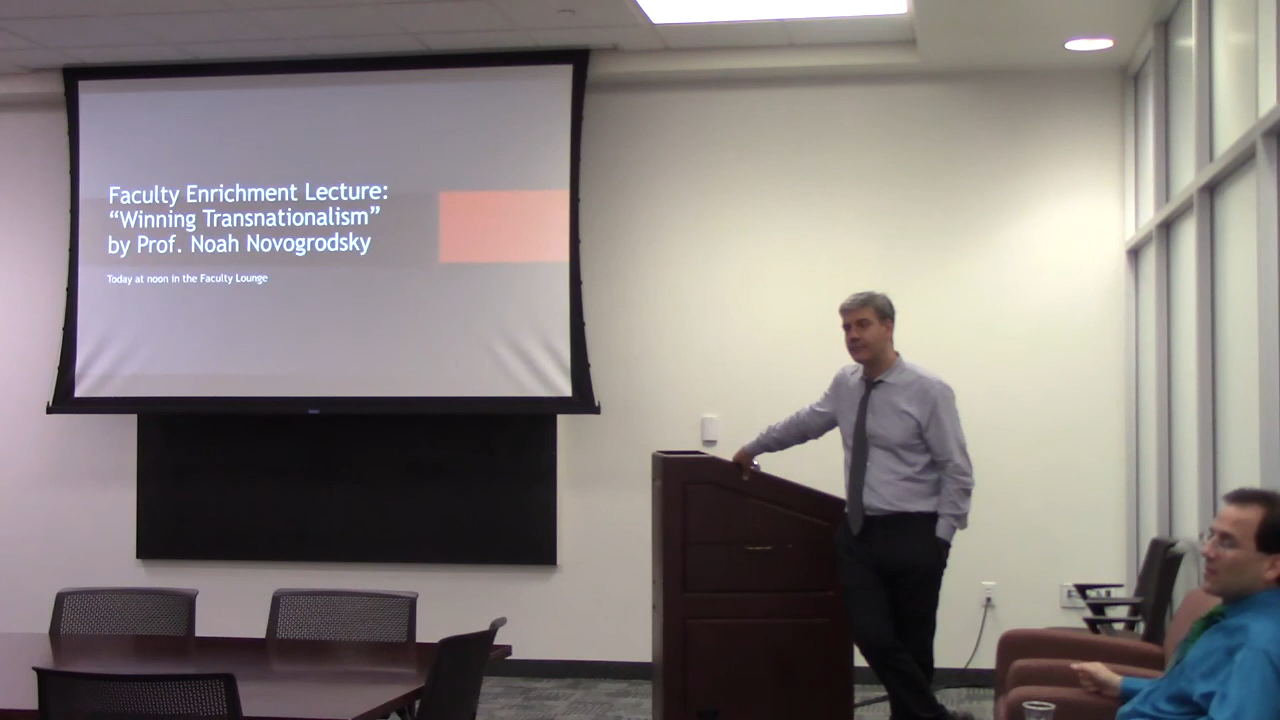 Faculty Enrichment Lecture:
“Winning Transnationalism”
by Prof. Noah Novogrodsky
Today at noon in the Faculty Lounge